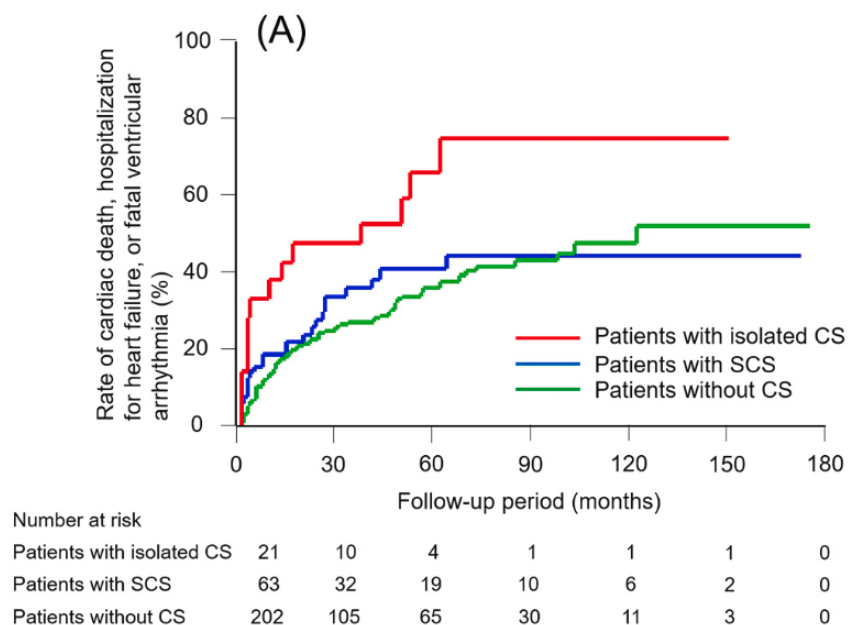 (A)
Rate of cardiac death, hospitalization
for heart failure, or fatal ventricular
arrhythmia (%)
100
80
60
40
20
0
Patients with isolated CS
Patients with SCS
Patients without CS
0 30 60 90 120 150 180
Follow-up period (months)
Number at risk
Patients with isolated CS 21 10 4 1 1 1 0
Patients with SCS 63 32 19 10 6 2 0
Patients without CS 202 105 65 30 11 3 0